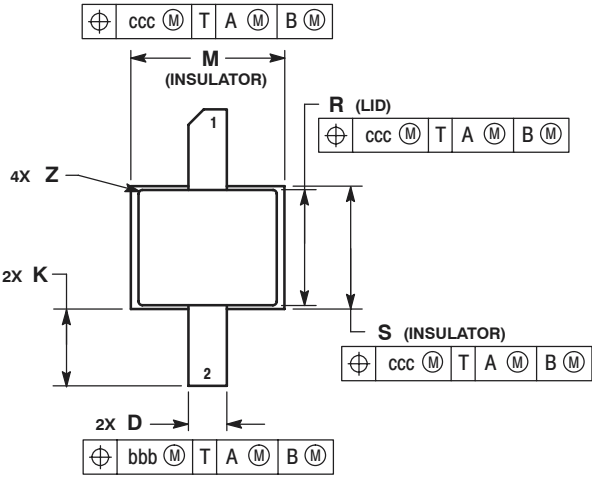 ⌖ ccc Ⓜ T A Ⓜ B Ⓜ
M
(INSULATOR)
R (LID)
⌖ ccc Ⓜ T A Ⓜ B Ⓜ
1
4X Z
2X K
S (INSULATOR)
⌖ ccc Ⓜ T A Ⓜ B Ⓜ
2
2X D
⌖ bbb Ⓜ T A Ⓜ B Ⓜ